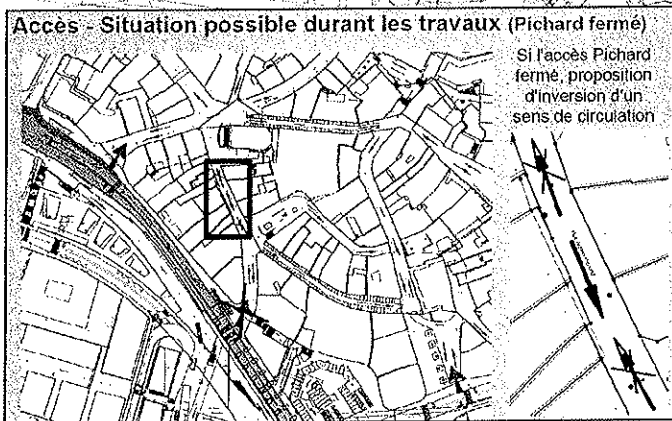 Accès - Situation possible durant les travaux (Pichard fermé)
Si l'accès Pichard
fermé, proposition
d'inversion d'un
sens de circulation